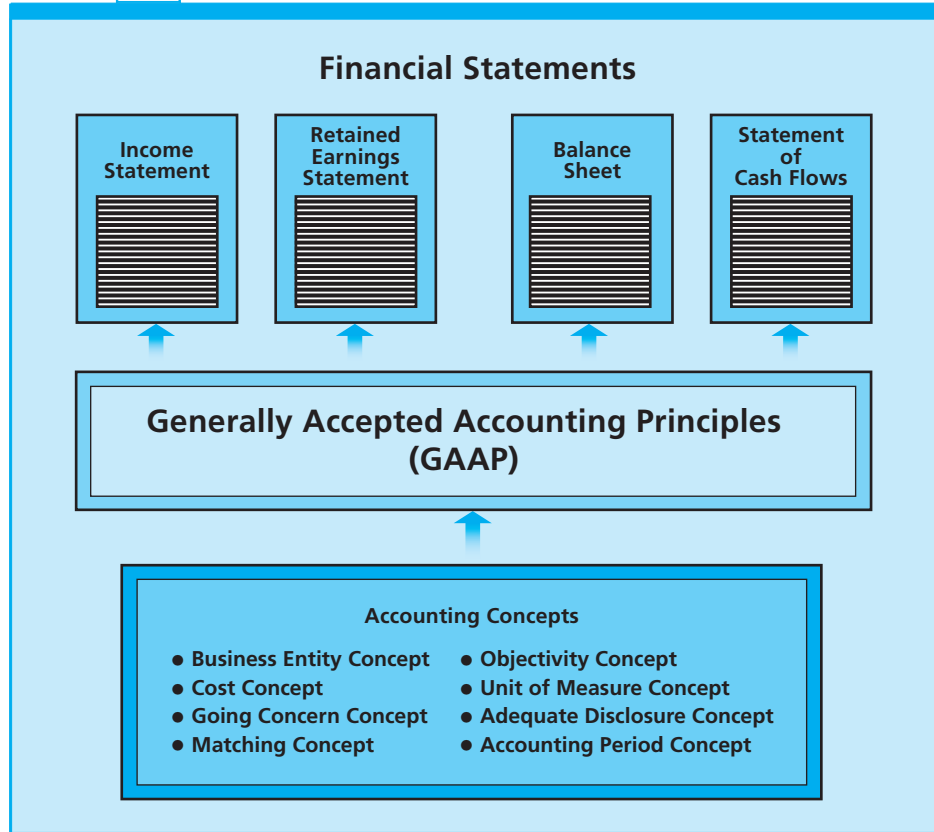 Financial Statements
Income
Statement
Retained
Earnings
Statement
Balance
Sheet
Statement
of
Cash Flows
Generally Accepted Accounting Principles
(GAAP)
Accounting Concepts
● Business Entity Concept
● Cost Concept
● Going Concern Concept
● Matching Concept
● Objectivity Concept
● Unit of Measure Concept
● Adequate Disclosure Concept
● Accounting Period Concept